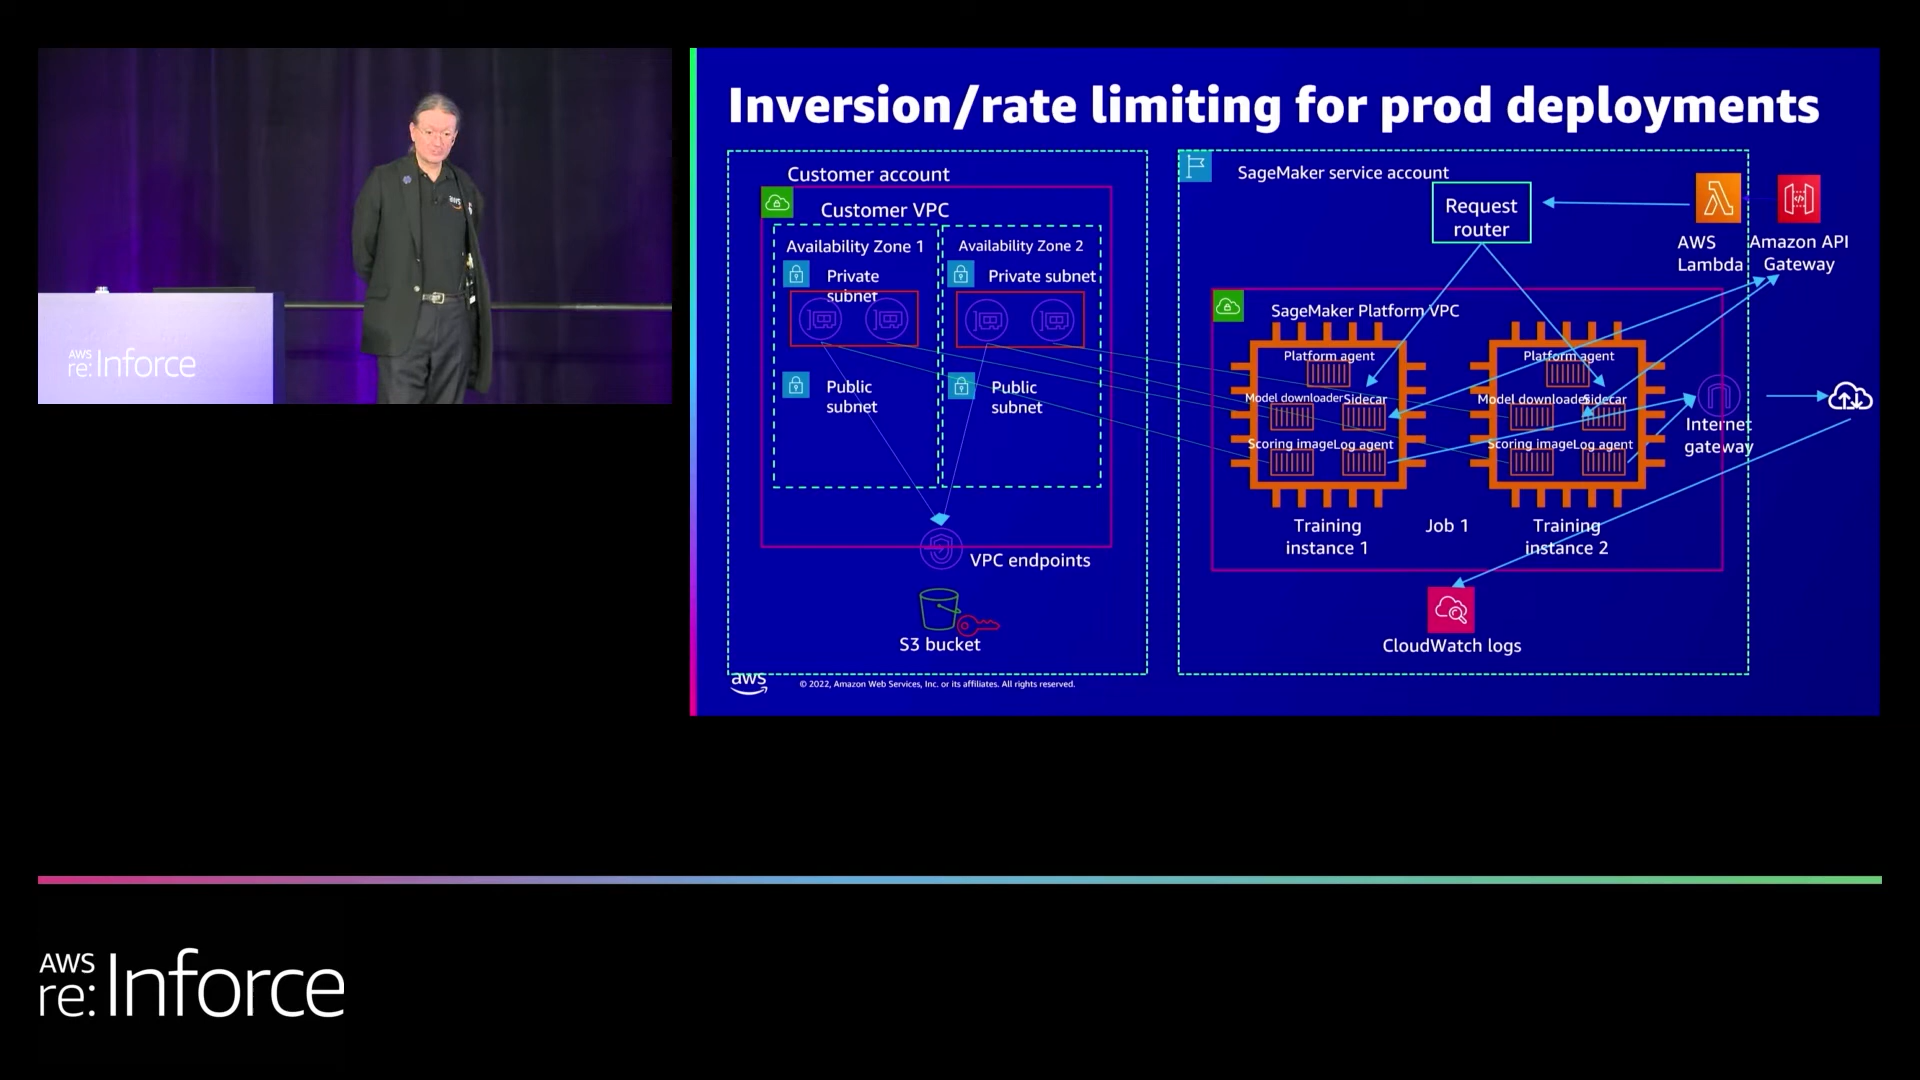 AWS
re:Inforce
Inversion/rate limiting for prod deployments
Customer account
Customer VPC
Availability Zone 1
Private
subnet
Public
subnet
Availability Zone 2
Private subnet
Public
subnet
VPC endpoints
S3 bucket
aws
© 2022, Amazon Web Services, Inc. or its affiliates. All rights reserved.
SageMaker service account
Request
router
AWS
Lambda
Amazon API
Gateway
SageMaker Platform VPC
Platform agent
Model downloader
Sidecar
Scoring image
Log agent
Training
instance 1
Job 1
Platform agent
Model downloader
Sidecar
Scoring image
Log agent
Training
instance 2
Internet
gateway
CloudWatch logs
AWS
re:Inforce
aws